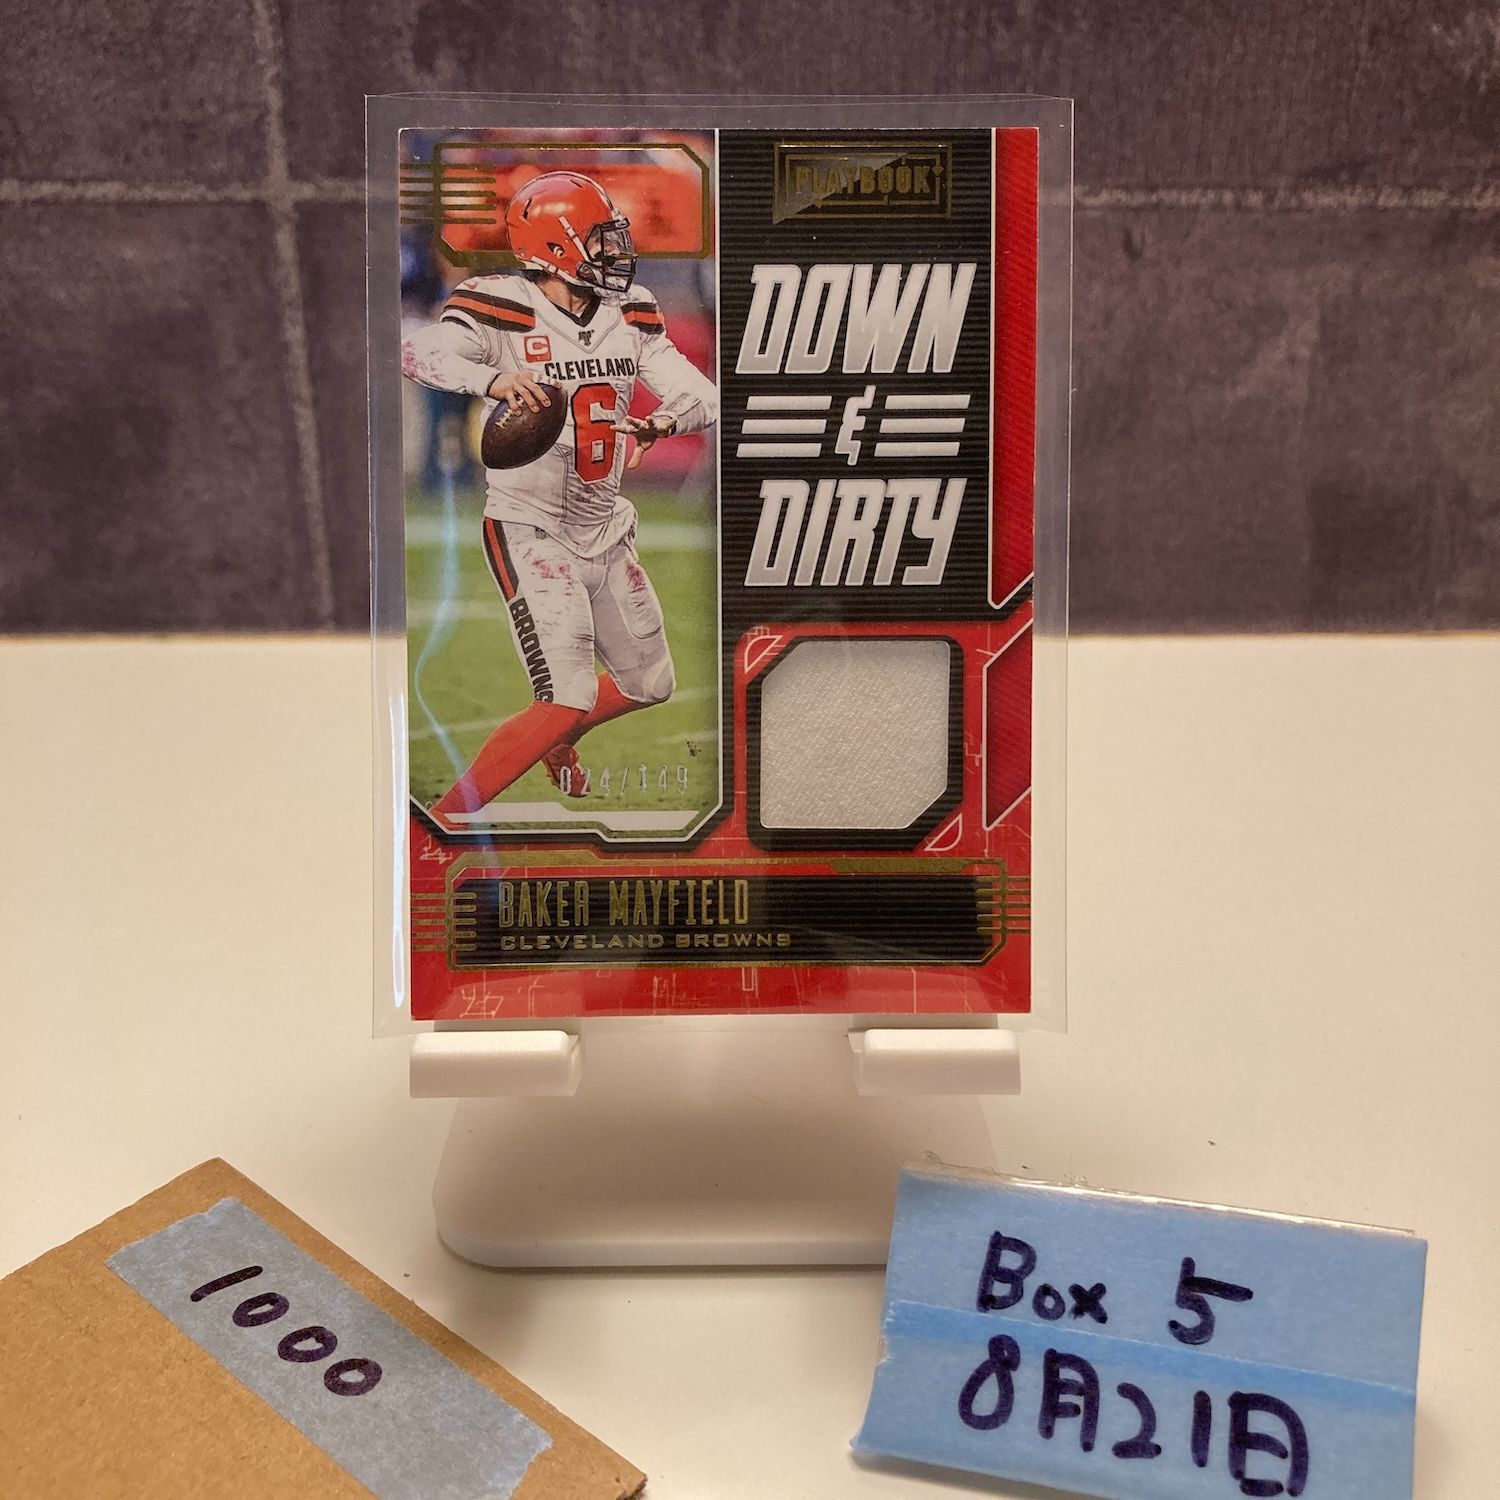 PLAYBOOK
DOWN
&
DIRTY
C
CLEVELAND
6
BROWNS
024/149
BAKER MAYFIELD
CLEVELAND BROWNS
1000
Box 5
8月21日